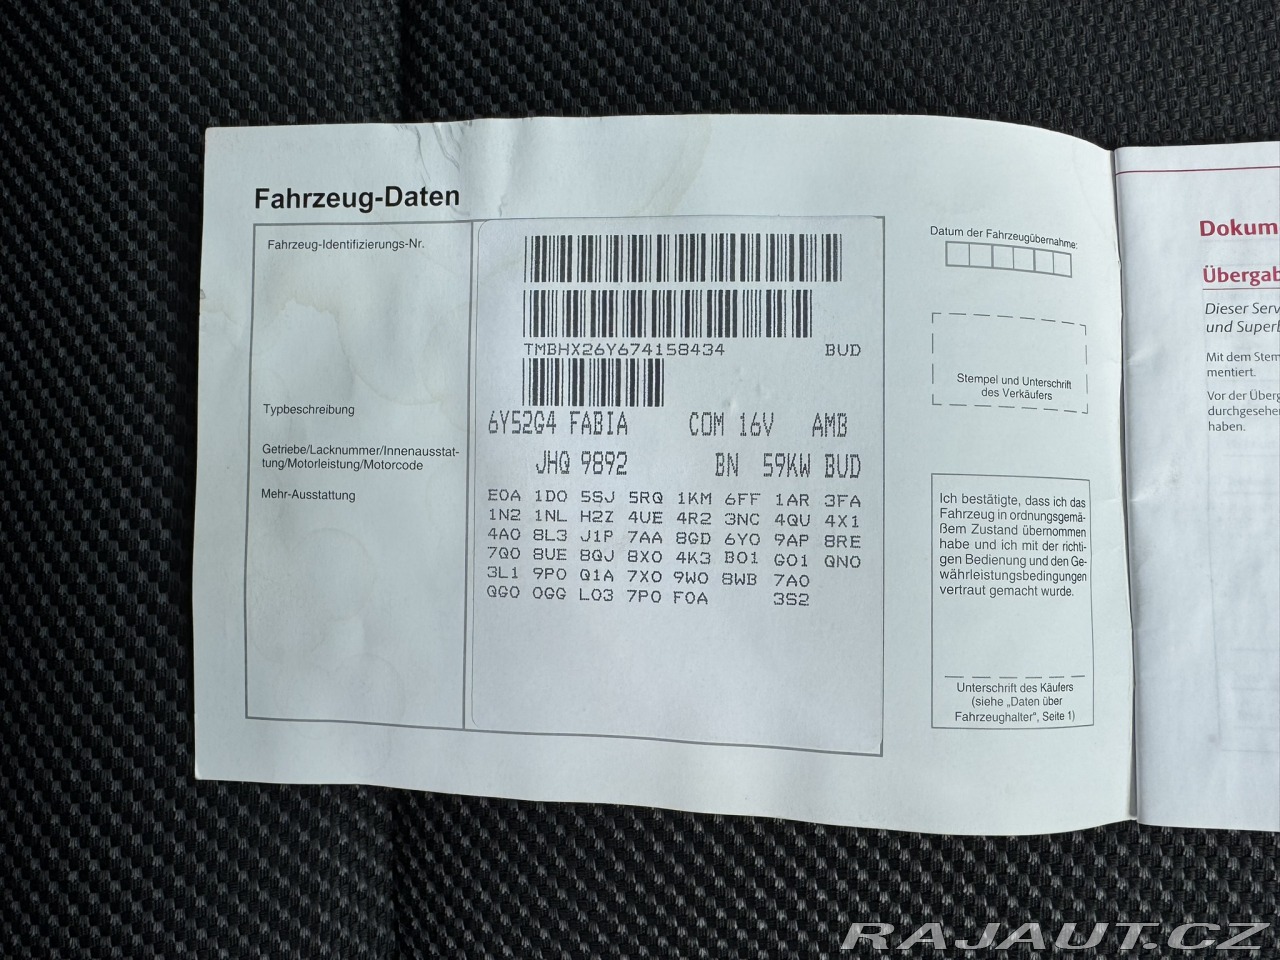 Fahrzeug-Daten
Fahrzeug-Identifizierungs-Nr.
TMBHX26Y674158434 BUD
Typbeschreibung
6Y52G4 FABIA COM 16V AMB
Getriebe/Lacknummer/Innenausstat-
tung/Motorleistung/Motorcode
JHQ 9892 BN 59KW BUD
Mehr-Ausstattung
E0A 1D0 5SJ 5RQ 1KM 6FF 1AR 3FA
1N2 1NL H2Z 4UE 4R2 3NC 4QU 4X1
4A0 8L3 J1P 7AA 8GD 6Y0 9AP 8RE
7Q0 8UE 8QJ 8X0 4K3 B01 G01 QN0
3L1 9P0 Q1A 7X0 9W0 8WB 7A0
QG0 0GG L03 7P0 F0A 3S2
Datum der Fahrzeugübernahme:
Stempel und Unterschrift
des Verkäufers
Ich bestätige, dass ich das
Fahrzeug in ordnungsgemä-
ßem Zustand übernommen
habe und ich mit der richti-
gen Bedienung und den Ge-
währleistungsbedingungen
vertraut gemacht wurde.
Unterschrift des Käufers
(siehe „Daten über
Fahrzeughalter", Seite 1)
Dokum
Übergab
Dieser Serv
und Superb
Mit dem Stem
mentiert.
Vor der Überg
durchgesehen
haben.
RAJAUT.CZ